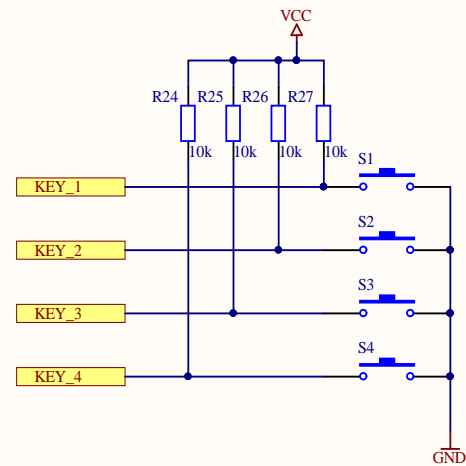 VCC
R24 R25 R26 R27
10k 10k 10k 10k
S1
KEY_1
S2
KEY_2
S3
KEY_3
S4
KEY_4
GND